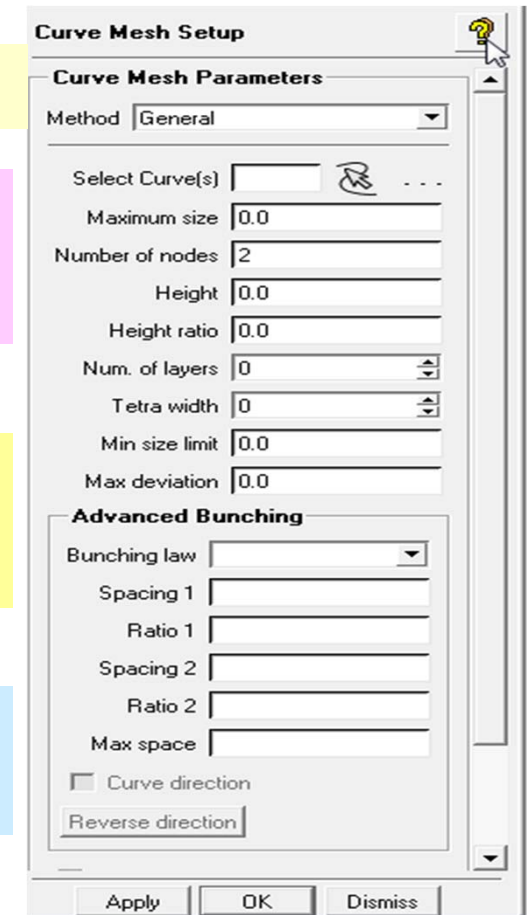 Curve Mesh Setup
Curve Mesh Parameters
Method General
Select Curve(s) ...
Maximum size 0.0
Number of nodes 2
Height 0.0
Height ratio 0.0
Num. of layers 0
Tetra width 0
Min size limit 0.0
Max deviation 0.0
Advanced Bunching
Bunching law
Spacing 1
Ratio 1
Spacing 2
Ratio 2
Max space
Curve direction
Reverse direction
Apply OK Dismiss